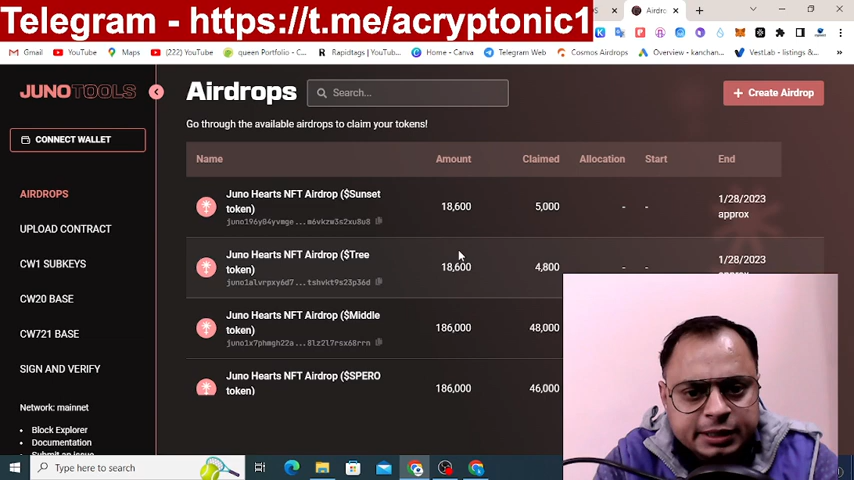 Telegram - https://t.me/acryptonic1
Airdrc
Gmail YouTube Maps (222) YouTube queen Portfolio - C... Rapidtags | YouTub... Home - Canva Telegram Web Cosmos Airdrops Overview - kanchan... VestLab - listings &...
JUNOTOOLS
Airdrops
Search...
Create Airdrop
CONNECT WALLET
Go through the available airdrops to claim your tokens!
Name Amount Claimed Allocation Start End
AIRDROPS
UPLOAD CONTRACT
CW1 SUBKEYS
CW20 BASE
CW721 BASE
SIGN AND VERIFY
Network: mainnet
Block Explorer
Documentation
Juno Hearts NFT Airdrop ($Sunset
token)
18,600 5,000 - - 1/28/2023
approx
Juno Hearts NFT Airdrop ($Tree
token)
18,600 4,800 - - 1/28/2023
Juno Hearts NFT Airdrop ($Middle
token)
186,000 48,000
Juno Hearts NFT Airdrop ($SPERO
token)
186,000 46,000
Type here to search